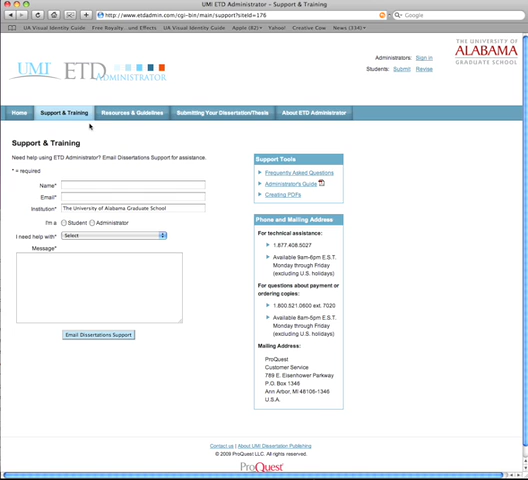 UMI ETD Administrator – Support & Training
http://www.etdadmin.com/cgi-bin/main/support?siteId=176
Google
UA Visual Identity Guide Free Royalty ...und Effects UA Visual Identity Guide Apple (82) Yahoo! Creative Cow News (334)
THE UNIVERSITY OF
ALABAMA
GRADUATE SCHOOL
Administrators: Sign in
Students: Submit Revise
UMI ETD ADMINISTRATOR
Home Support & Training Resources & Guidelines Submitting Your Dissertation/Thesis About ETD Administrator
Support & Training
Need help using ETD Administrator? Email Dissertations Support for assistance.
* = required
Name*
Email*
Institution* The University of Alabama Graduate School
I'm a Student Administrator
I need help with* Select
Message*
Email Dissertations Support
Support Tools
Frequently Asked Questions
Administrator's Guide
Creating PDFs
Phone and Mailing Address
For technical assistance:
1.877.408.5027
Available 9am-6pm E.S.T.
Monday through Friday
(excluding U.S. holidays)
For questions about payment or
ordering copies:
1.800.521.0600 ext. 7020
Available 8am-5pm E.S.T.
Monday through Friday
(excluding U.S. holidays)
Mailing Address:
ProQuest
Customer Service
789 E. Eisenhower Parkway
P.O. Box 1346
Ann Arbor, MI 48106-1346
U.S.A.
Contact us | About UMI Dissertation Publishing
© 2009 ProQuest LLC. All rights reserved.
ProQuest